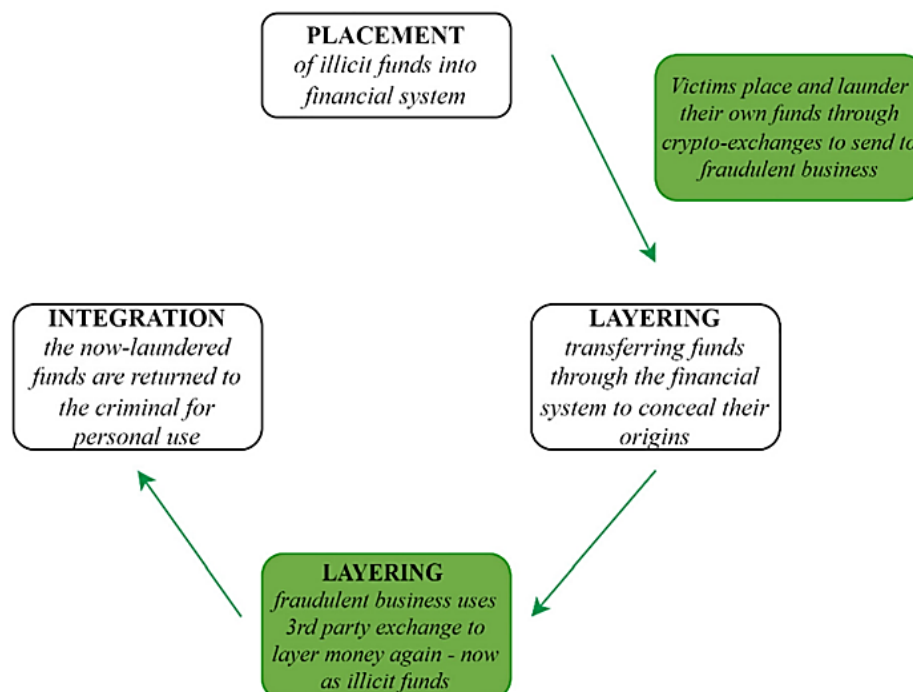 PLACEMENT
of illicit funds into
financial system
Victims place and launder
their own funds through
crypto-exchanges to send to
fraudulent business
INTEGRATION
the now-laundered
funds are returned to
the criminal for
personal use
LAYERING
transferring funds
through the financial
system to conceal their
origins
LAYERING
fraudulent business uses
3rd party exchange to
layer money again - now
as illicit funds